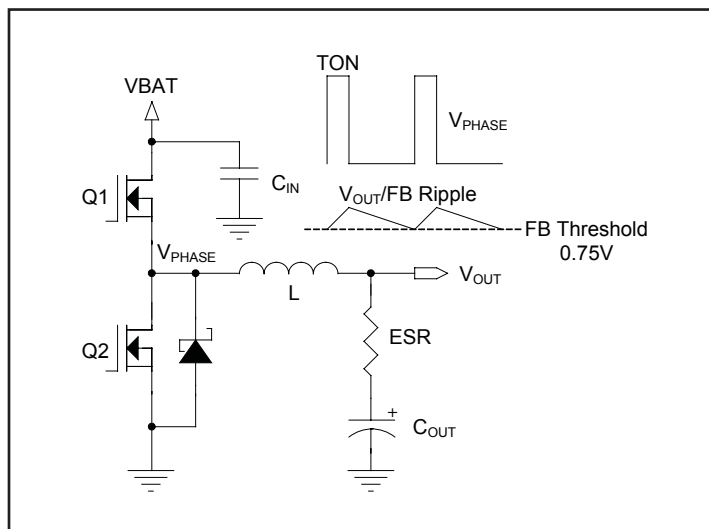 TON
VBAT
VPHASE
CIN
Q1
VOUT/FB Ripple
FB Threshold
0.75V
VPHASE
VOUT
L
ESR
Q2
+
COUT